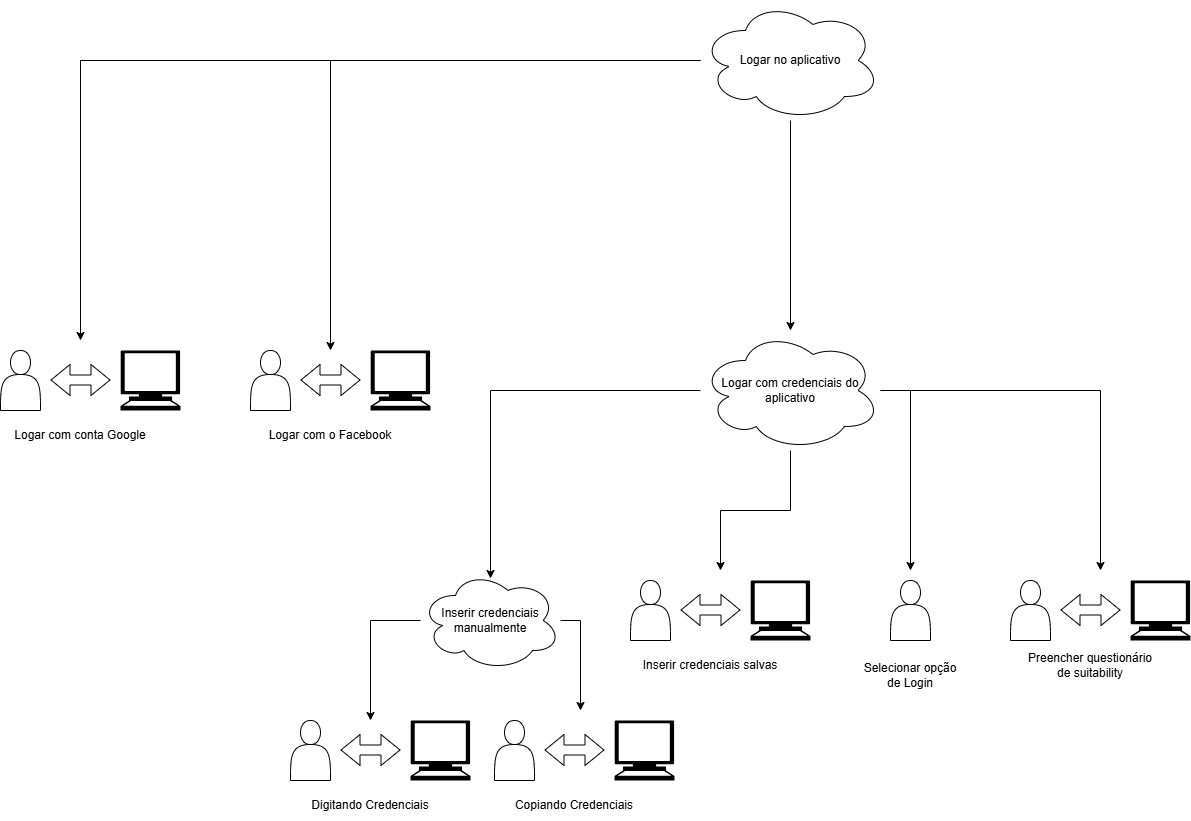 Logar no aplicativo
Logar com credenciais do
aplicativo
Logar com conta Google
Logar com o Facebook
Inserir credenciais
manualmente
Inserir credenciais salvas
Selecionar opção
de Login
Preencher questionário
de suitability
Digitando Credenciais
Copiando Credenciais